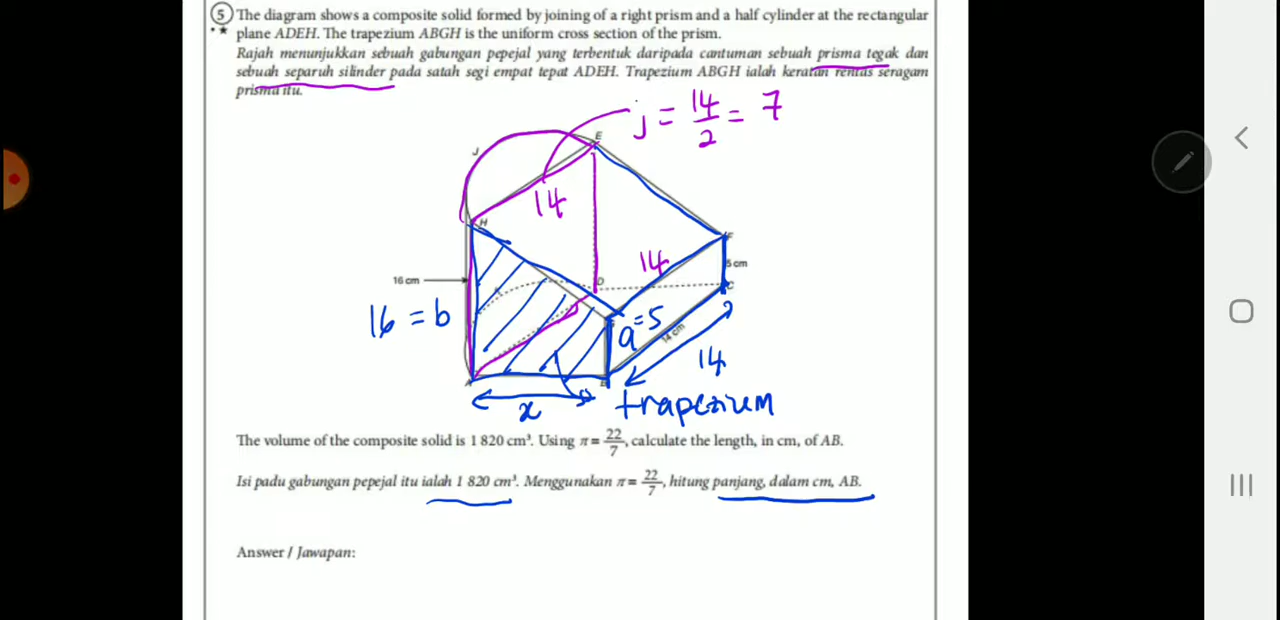 5 The diagram shows a composite solid formed by joining of a right prism and a half cylinder at the rectangular
plane ADEH. The trapezium ABGH is the uniform cross section of the prism.
Rajah menunjukkan sebuah gabungan pepejal yang terbentuk daripada cantuman sebuah prisma tegak dan
sebuah separuh silinder pada satah segi empat tepat ADEH. Trapezium ABGH ialah keratan rentas seragam
prisma itu.
j = 14/2 = 7
E
J
14
H
F
14
5 cm
16 cm
D
C
K
16 = b
a=5
14 cm
14
A
B
x
trapezium
The volume of the composite solid is 1 820 cm³. Using π = 22/7, calculate the length, in cm, of AB.
Isi padu gabungan pepejal itu ialah 1 820 cm³. Menggunakan π = 22/7, hitung panjang, dalam cm, AB.
Answer / Jawapan: